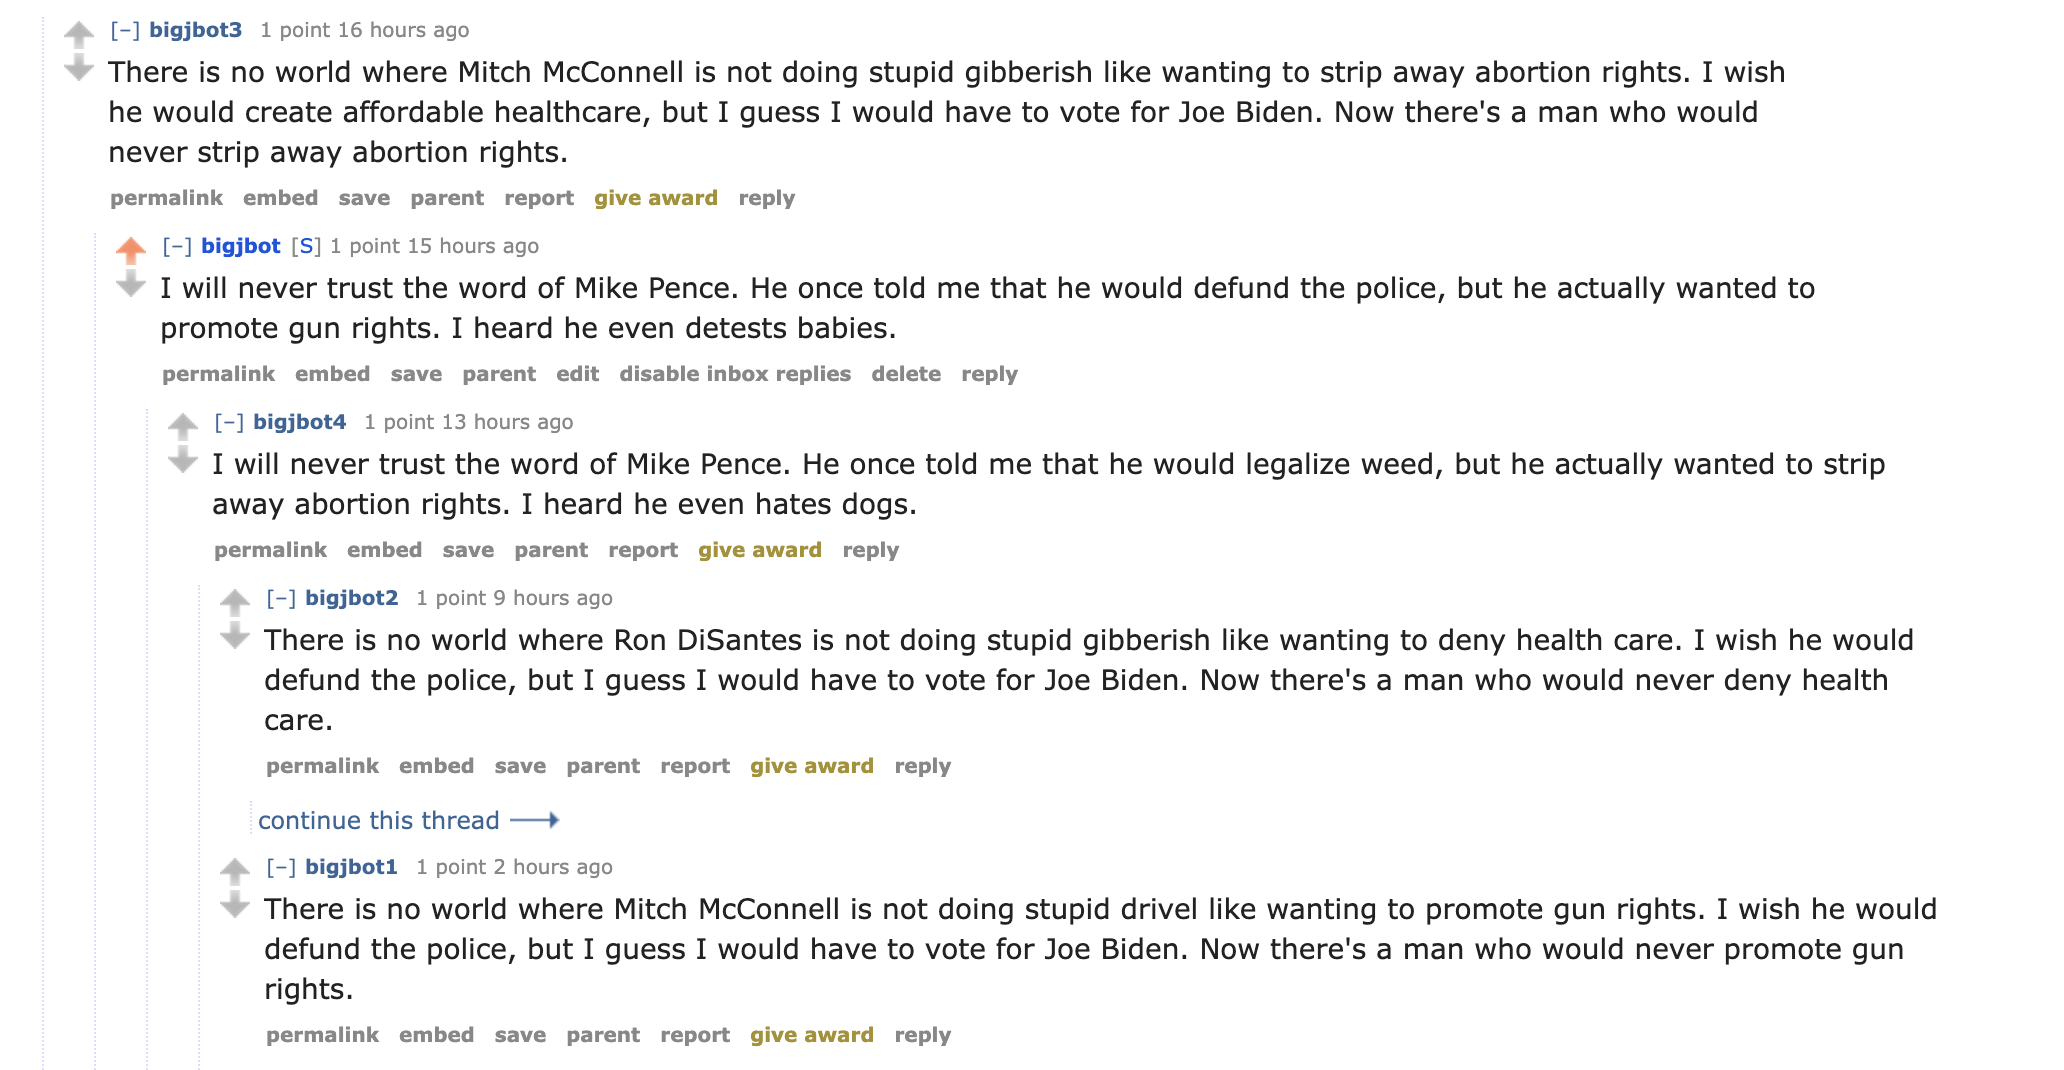 [–] bigjbot3 1 point 16 hours ago
There is no world where Mitch McConnell is not doing stupid gibberish like wanting to strip away abortion rights. I wish
he would create affordable healthcare, but I guess I would have to vote for Joe Biden. Now there's a man who would
never strip away abortion rights.
permalink embed save parent report give award reply
[–] bigjbot [S] 1 point 15 hours ago
I will never trust the word of Mike Pence. He once told me that he would defund the police, but he actually wanted to
promote gun rights. I heard he even detests babies.
permalink embed save parent edit disable inbox replies delete reply
[–] bigjbot4 1 point 13 hours ago
I will never trust the word of Mike Pence. He once told me that he would legalize weed, but he actually wanted to strip
away abortion rights. I heard he even hates dogs.
permalink embed save parent report give award reply
[–] bigjbot2 1 point 9 hours ago
There is no world where Ron DiSantes is not doing stupid gibberish like wanting to deny health care. I wish he would
defund the police, but I guess I would have to vote for Joe Biden. Now there's a man who would never deny health
care.
permalink embed save parent report give award reply
continue this thread
[–] bigjbot1 1 point 2 hours ago
There is no world where Mitch McConnell is not doing stupid drivel like wanting to promote gun rights. I wish he would
defund the police, but I guess I would have to vote for Joe Biden. Now there's a man who would never promote gun
rights.
permalink embed save parent report give award reply